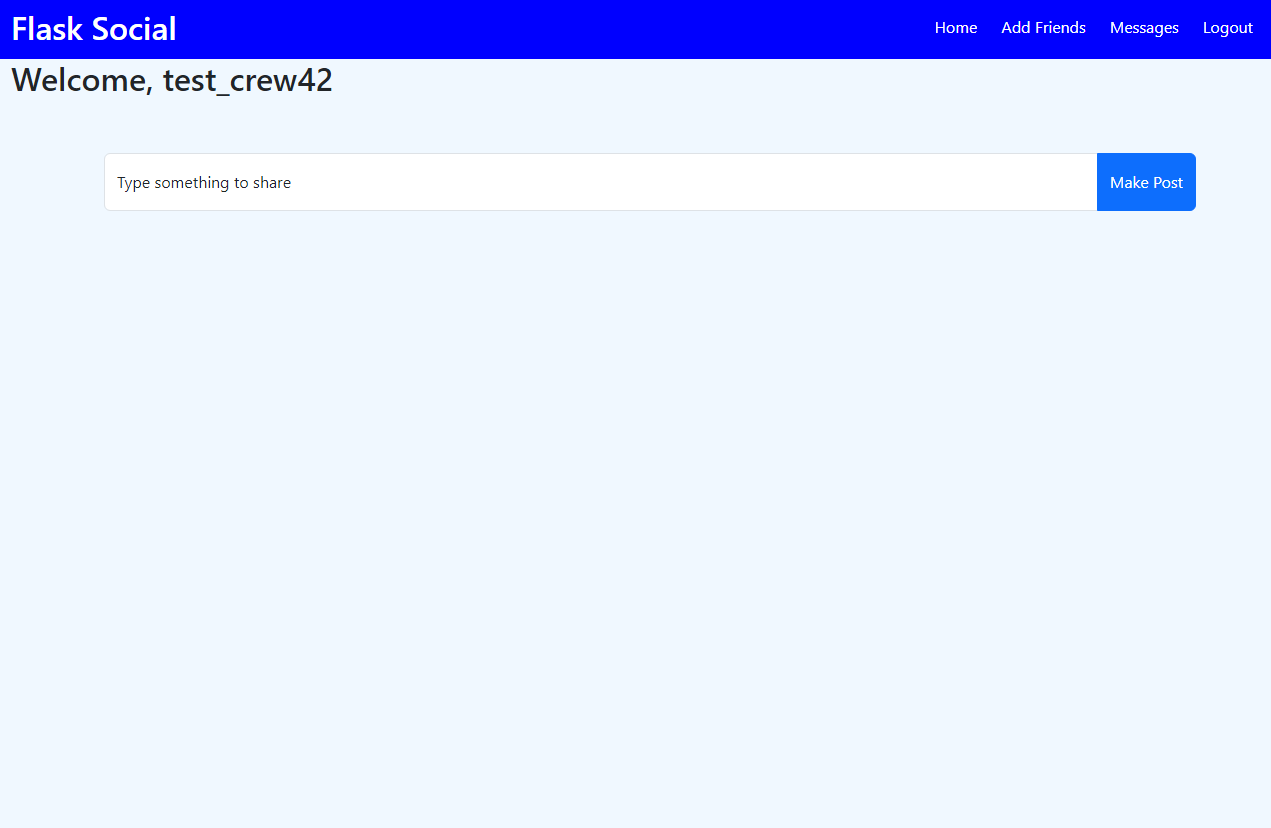 Flask Social Home Add Friends Messages Logout
Welcome, test_crew42
Type something to share Make Post